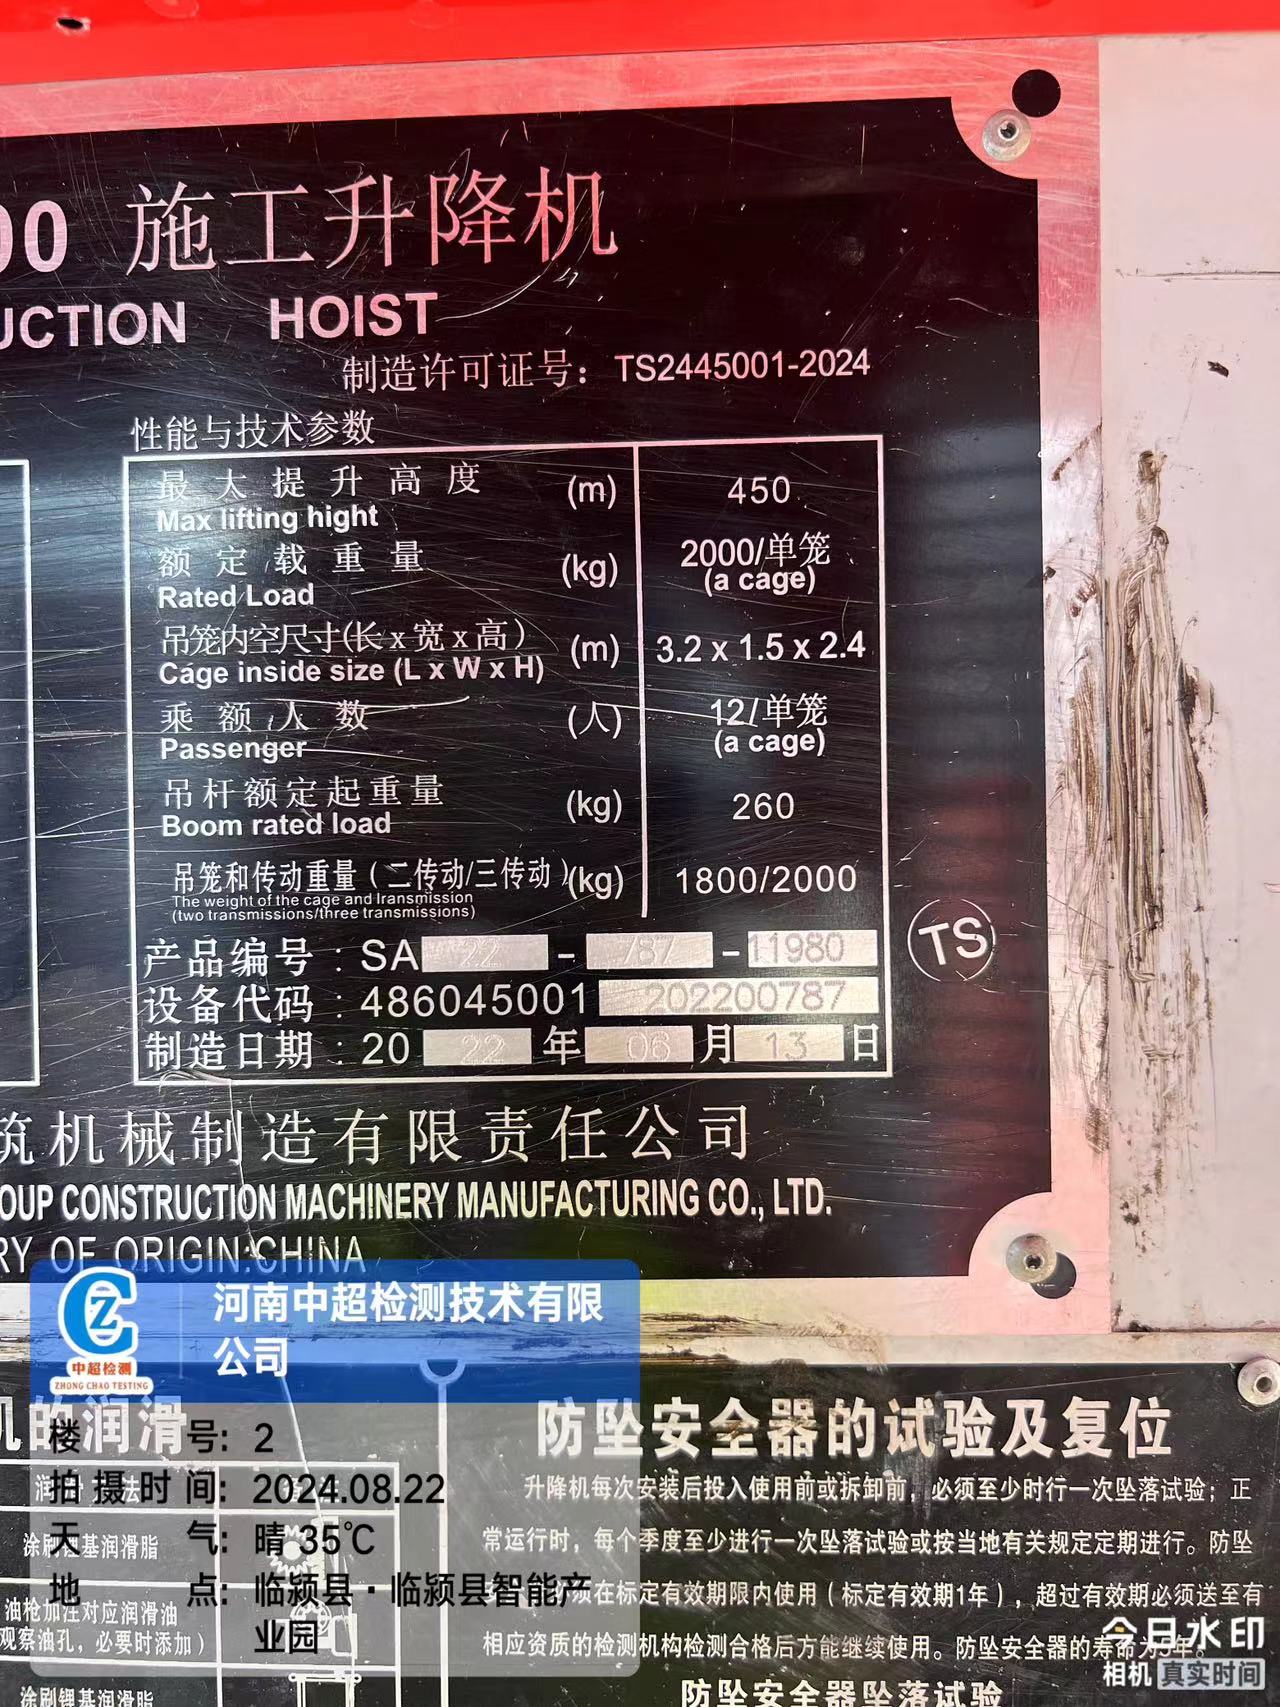 00 施工升降机
UCTION HOIST
制造许可证号：TS2445001-2024
性能与技术参数
最大提升高度 (m) 450
Max lifting hight
额定载重量 (kg) 2000/单笼
Rated Load (a cage)
吊笼内空尺寸(长x宽x高) (m) 3.2 x 1.5 x 2.4
Cage inside size (L x W x H)
乘额人数 (人) 12/单笼
Passenger (a cage)
吊杆额定起重量 (kg) 260
Boom rated load
吊笼和传动重量(二传动/三传动) (kg) 1800/2000
The weight of the cage and Iransmission
(two transmissions/three transmissions)
产品编号：SA 22 - 787 - 11980
TS
设备代码：486045001 202200787
制造日期：20 22 年 06 月 13 日
筑机械制造有限责任公司
OUP CONSTRUCTION MACHINERY MANUFACTURING CO., LTD.
RY OF ORIGIN:CHINA
中超检测
ZHONG CHAO TESTING
河南中超检测技术有限
公司
楼号: 2
拍摄时间: 2024.08.22
天气: 晴 35℃
地点: 临颍县·临颍县智能产
业园
机的润滑
涂刷锂基润滑脂
油枪加注对应润滑油
观察油孔，必要时添加)
涂刷锂基润滑脂
防坠安全器的试验及复位
升降机每次安装后投入使用前或拆卸前，必须至少时行一次坠落试验；正
常运行时，每个季度至少进行一次坠落试验或按当地有关规定定期进行。防坠
须在标定有效期限内使用（标定有效期1年），超过有效期必须送至有
相应资质的检测机构检测合格后方能继续使用。防坠安全器的寿命为5年。
防坠安全器坠落试验
今日水印
相机 真实时间